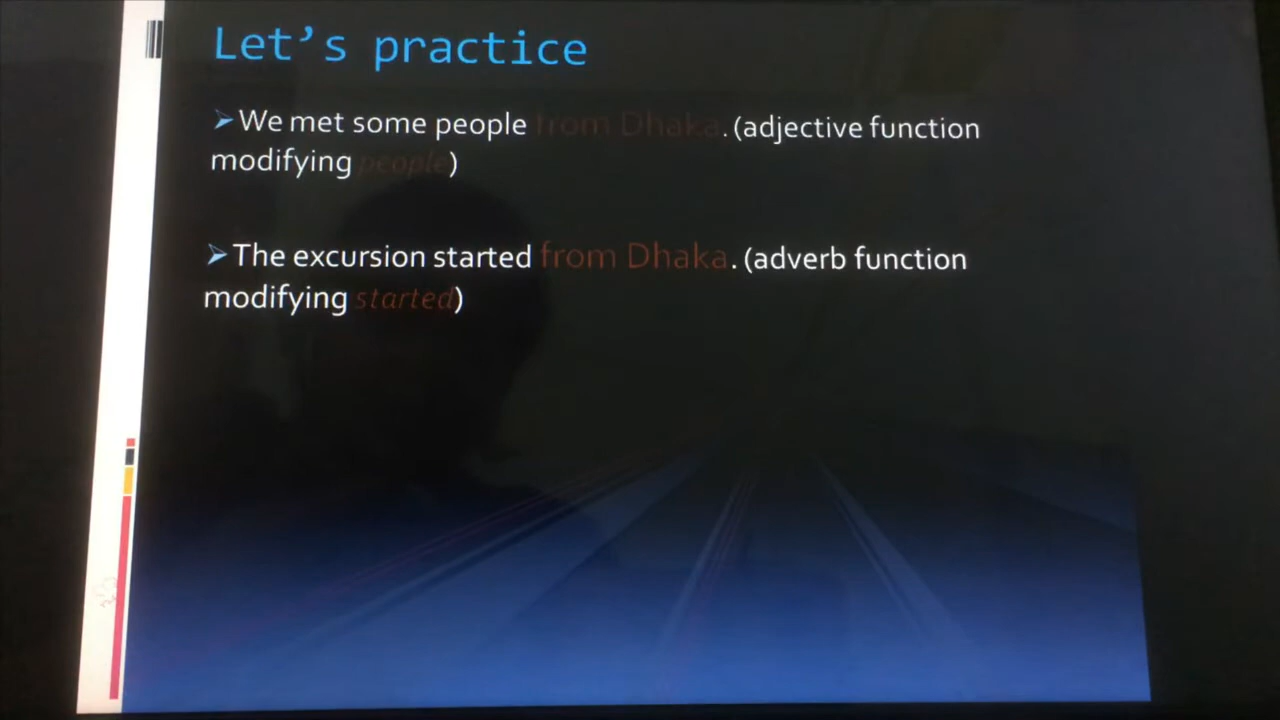 Let's practice
➢We met some people from Dhaka. (adjective function
modifying people)
➢The excursion started from Dhaka. (adverb function
modifying started)